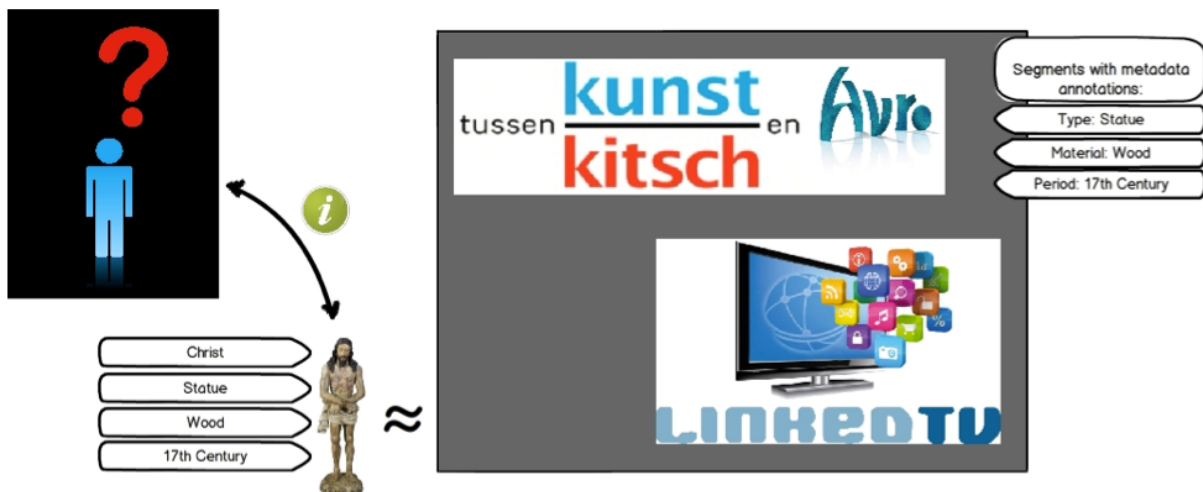 ?
tussen kunst en
kitsch
Avro
Segments with metadata
annotations:
Type: Statue
Material: Wood
Period: 17th Century
i
Christ
Statue
Wood
17th Century
≈
%
LINKEDTV